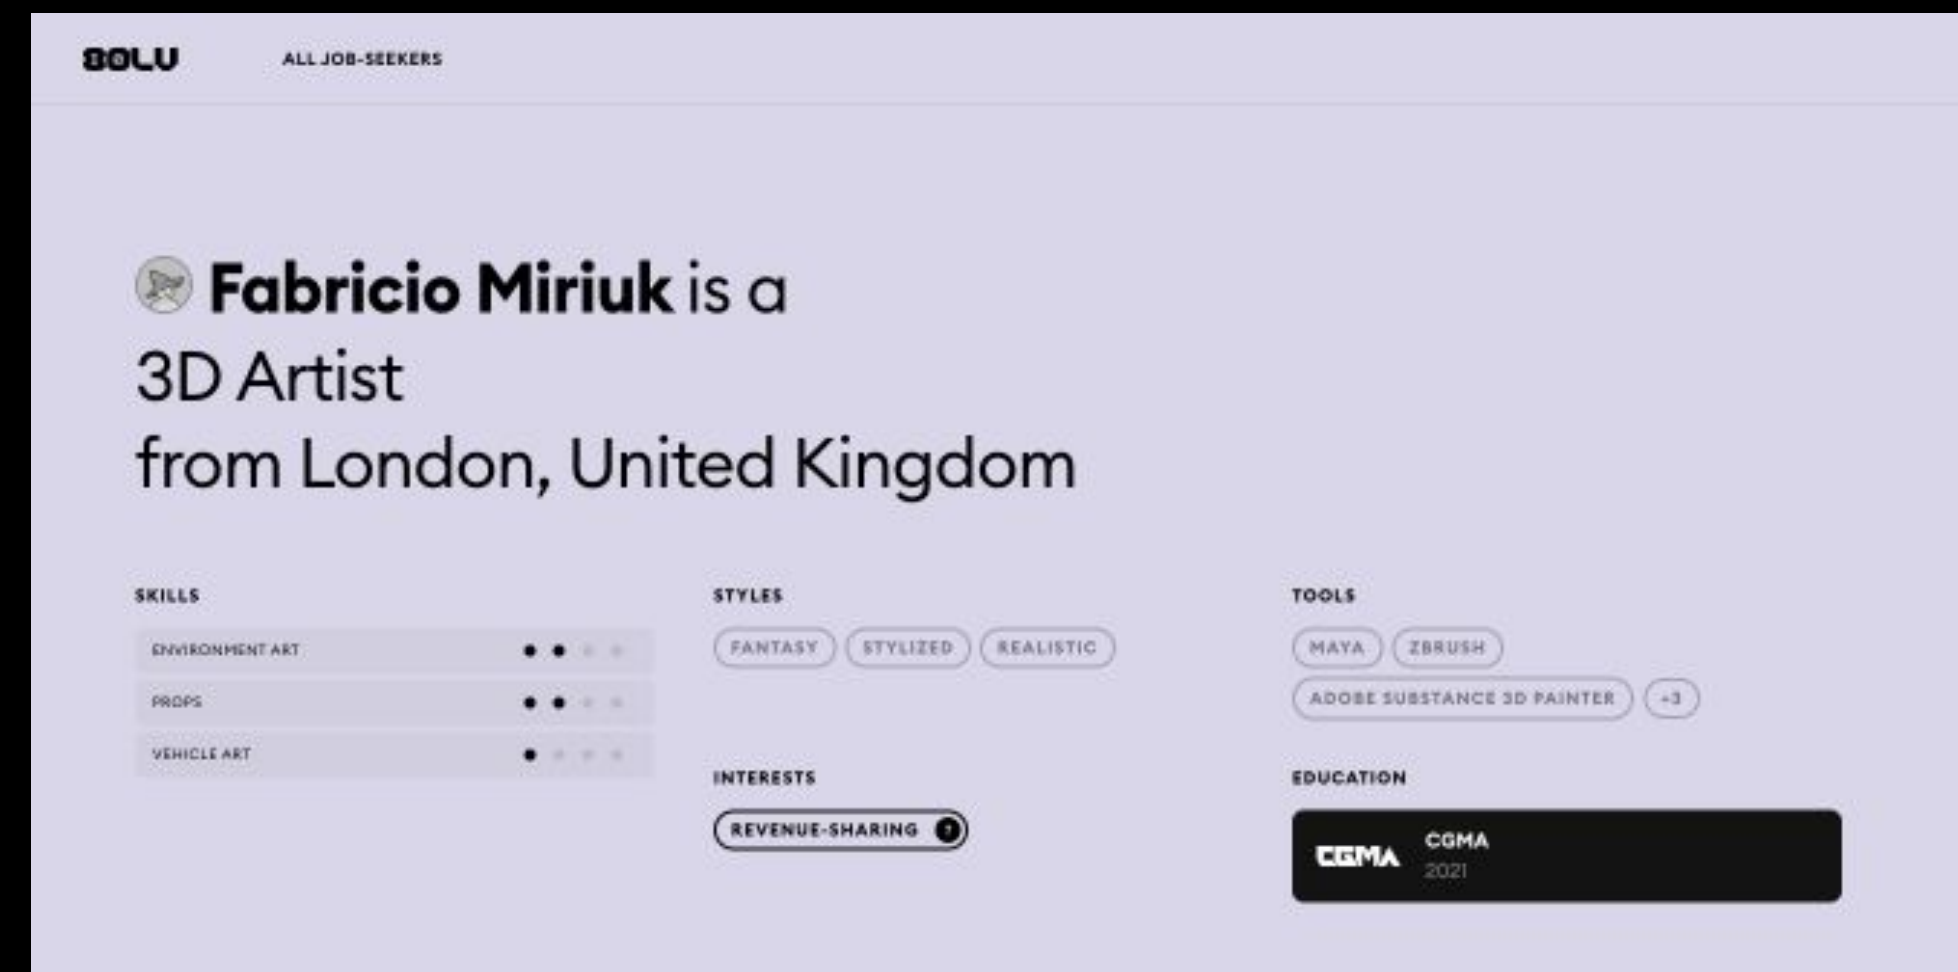 80LV
ALL JOB-SEEKERS
Fabricio Miriuk is a
3D Artist
from London, United Kingdom
SKILLS
ENVIRONMENT ART
PROPS
VEHICLE ART
STYLES
FANTASY STYLIZED REALISTIC
INTERESTS
REVENUE-SHARING ?
TOOLS
MAYA ZBRUSH
ADOBE SUBSTANCE 3D PAINTER +3
EDUCATION
CGMA CGMA
2021